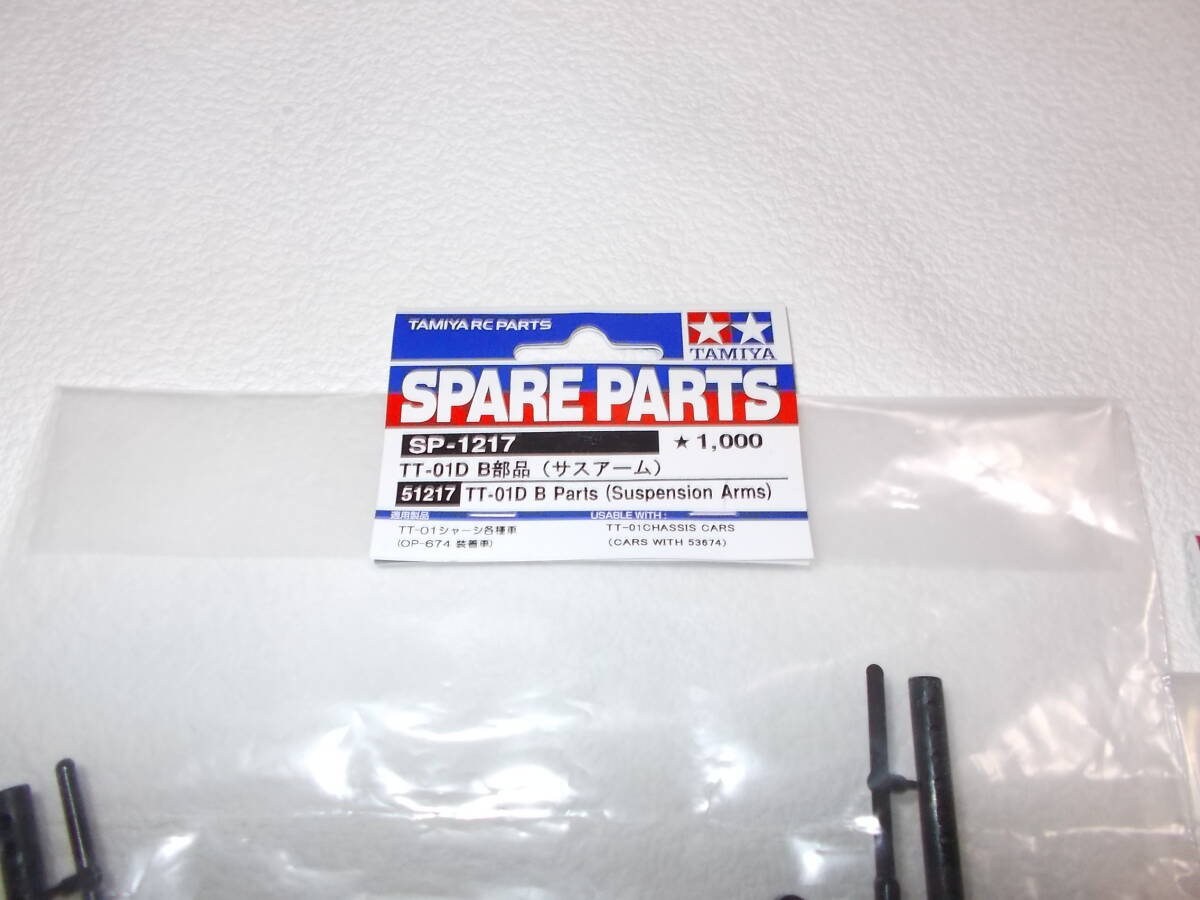 TAMIYA RC PARTS
TAMIYA
SPARE PARTS
SP-1217 ★1,000
TT-01D B部品（サスアーム）
51217 TT-01D B Parts (Suspension Arms)
適用製品 USABLE WITH:
TT-01シャーシ各種車 TT-01CHASSIS CARS
(OP-674 装着車) (CARS WITH 53674)